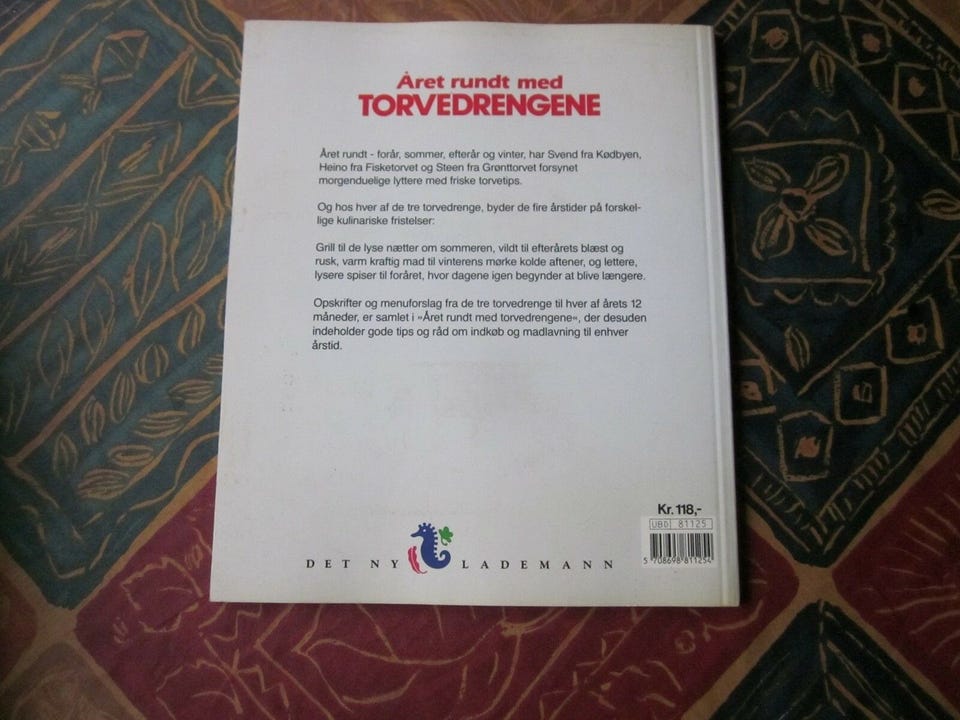 Året rundt med
TORVEDRENGENE
Året rundt - forår, sommer, efterår og vinter, har Svend fra Kødbyen,
Heino fra Fisketorvet og Steen fra Grønttorvet forsynet
morgenduelige lyttere med friske torvetips.
Og hos hver af de tre torvedrenge, byder de fire årstider på forskel-
lige kulinariske fristelser:
Grill til de lyse nætter om sommeren, vildt til efterårets blæst og
rusk, varm kraftig mad til vinterens mørke kolde aftener, og lettere,
lysere spiser til foråret, hvor dagene igen begynder at blive længere.
Opskrifter og menuforslag fra de tre torvedrenge til hver af årets 12
måneder, er samlet i »Året rundt med torvedrengene«, der desuden
indeholder gode tips og råd om indkøb og madlavning til enhver
årstid.
Kr. 118,-
UBD 81125
5 708698 811254
DET NY LADEMANN